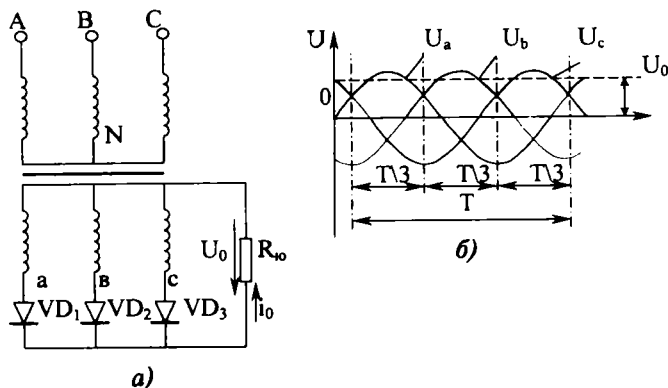 A B C
N
U₀ Rю
i₀
а в с
VD₁ VD₂ VD₃
а)
U Ua Ub Uc
U₀
0
T\3 T\3 T\3
T
б)